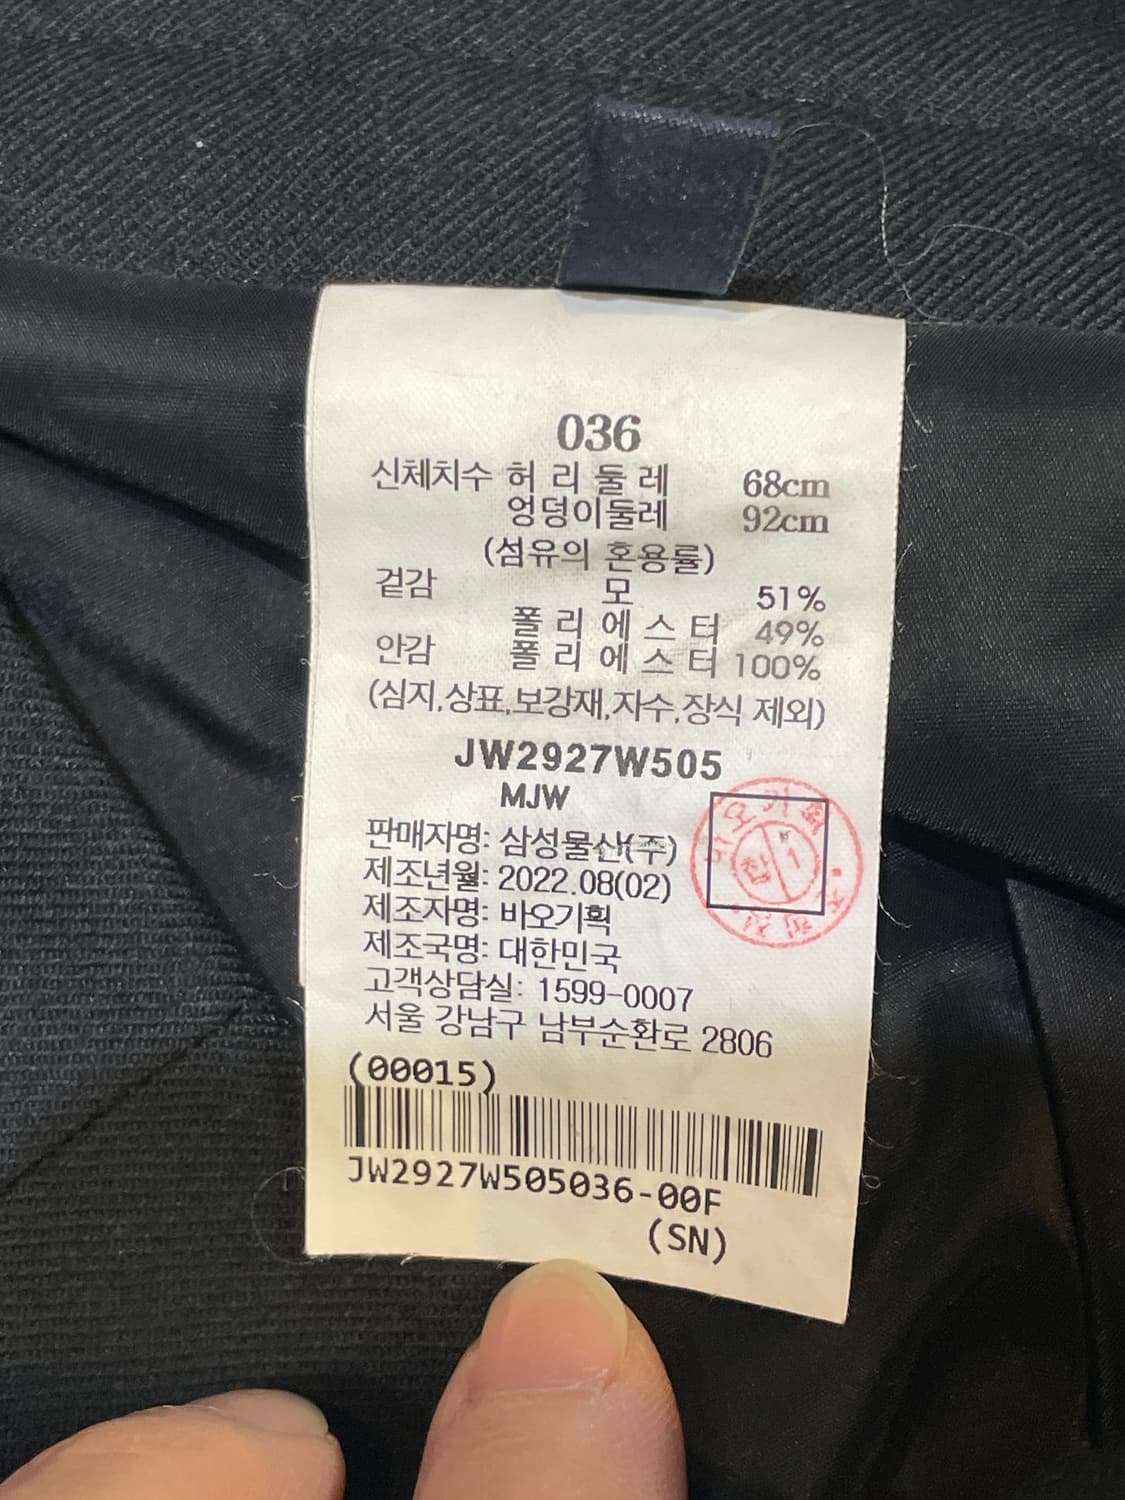 036
신체치수 허 리 둘 레 68cm
엉덩이둘레 92cm
(섬유의 혼용률)
겉감 모 51%
폴 리 에 스 터 49%
안감 폴 리 에 스 터 100%
(심지,상표,보강재,자수,장식 제외)
JW2927W505
MJW
판매자명: 삼성물산(주)
제조년월: 2022.08(02)
제조자명: 바오기획
제조국명: 대한민국
고객상담실: 1599-0007
서울 강남구 남부순환로 2806
(00015)
JW2927W505036-00F
(SN)